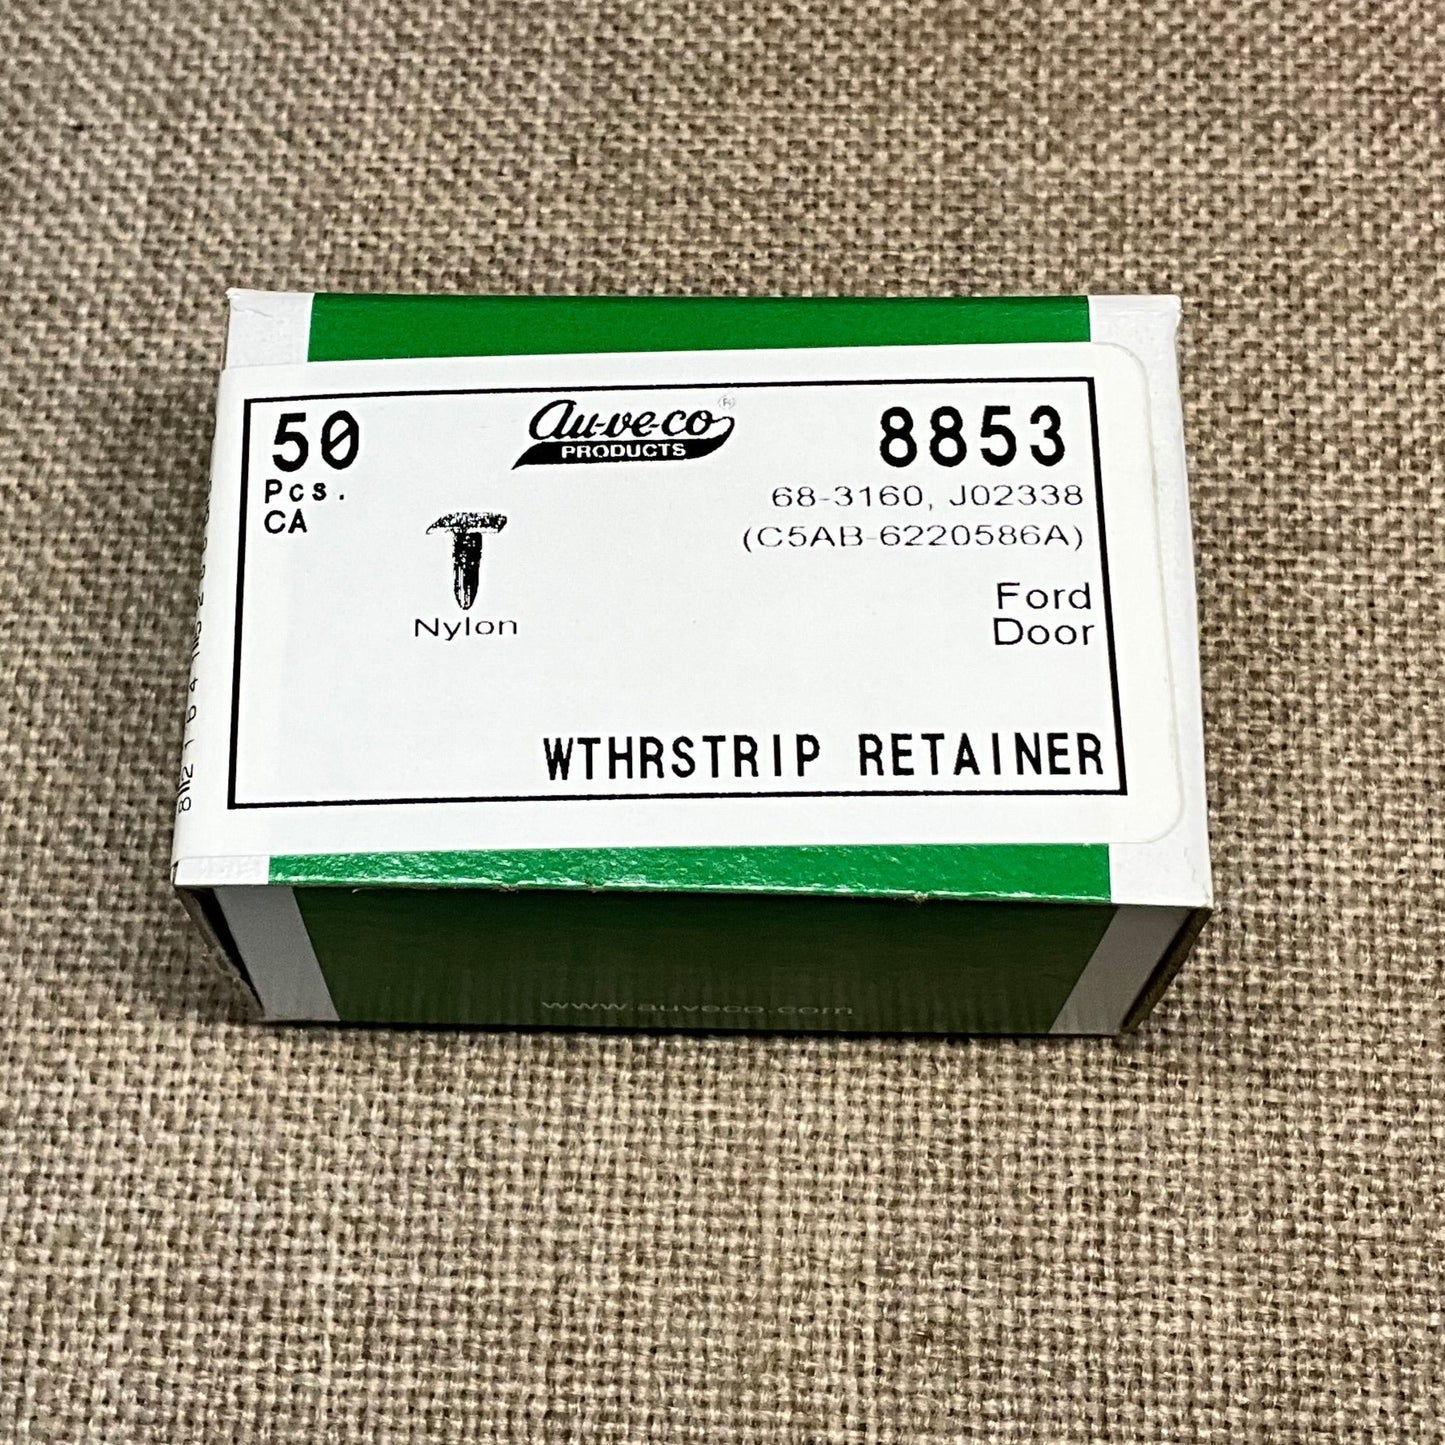 50
Pcs.
CA
au-ve-co®
PRODUCTS
8853
68-3160, J02338
(C5AB-6220586A)
Nylon
Ford
Door
WTHRSTRIP RETAINER
www.auveco.com